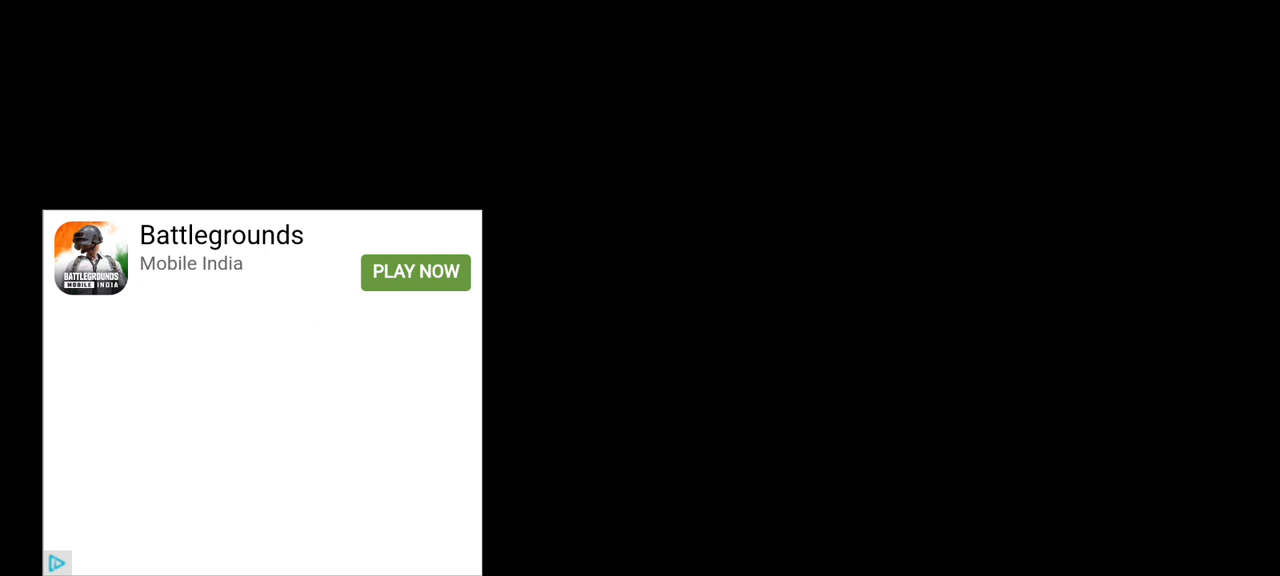 Battlegrounds
Mobile India
PLAY NOW
BATTLEGROUNDS
MOBILE INDIA